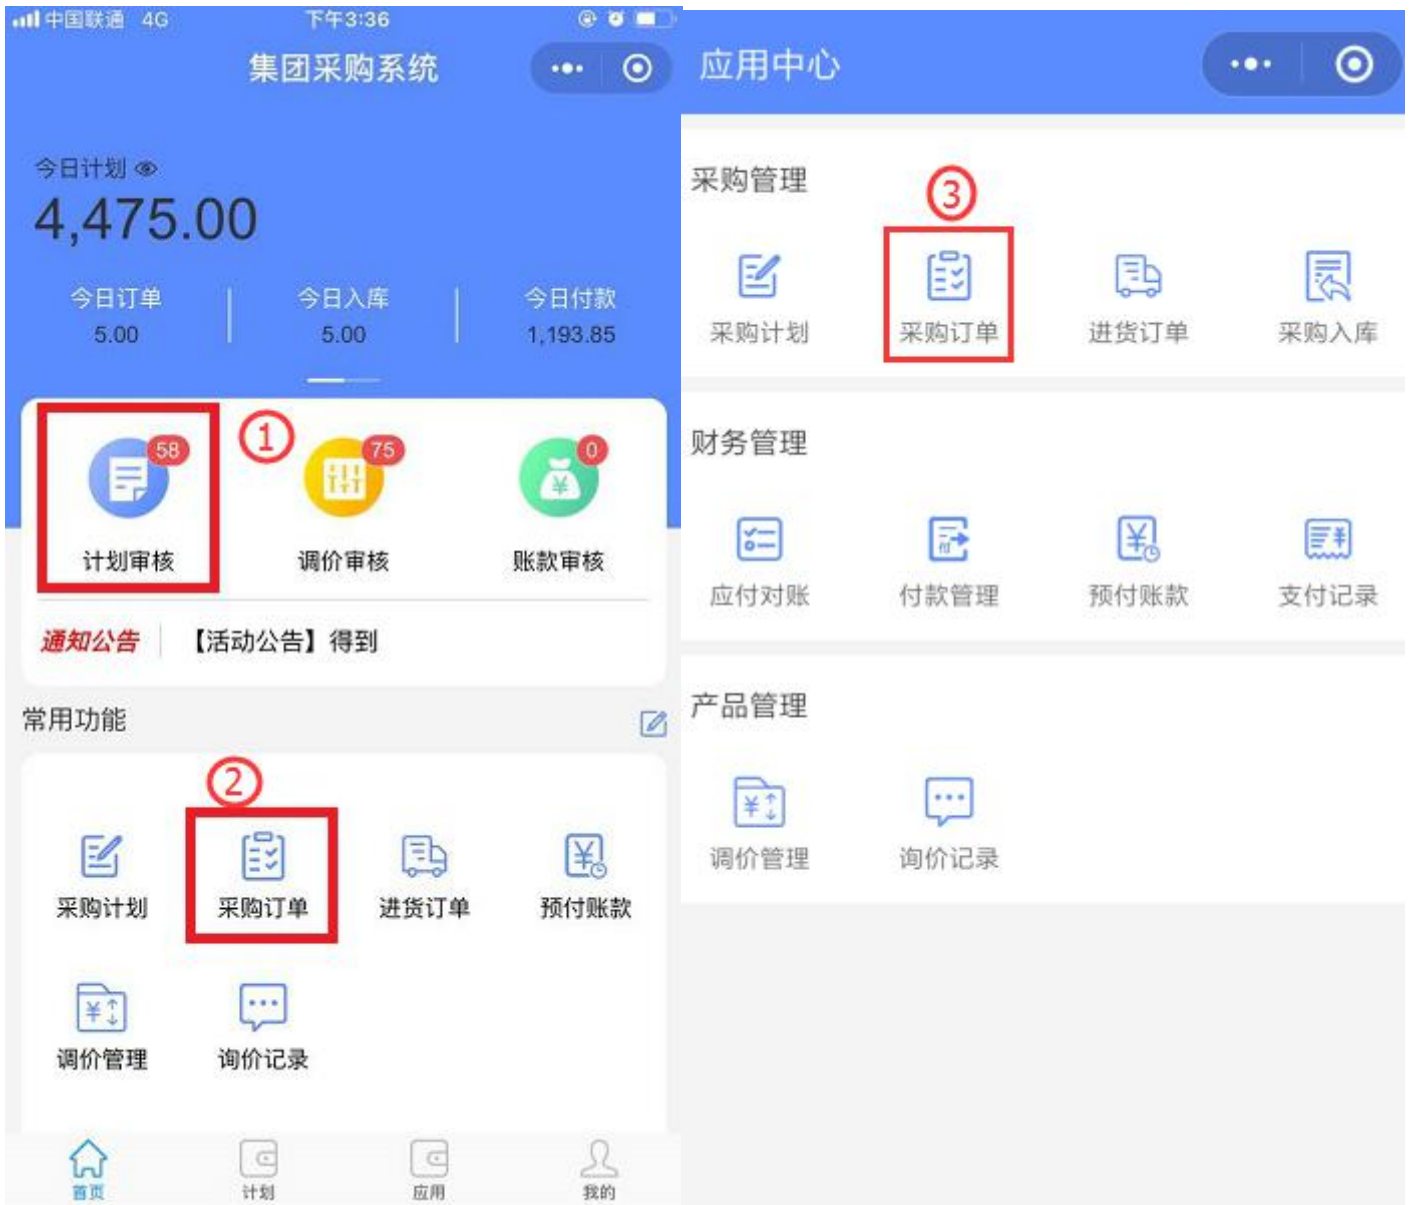 中国联通 4G 下午3:36
集团采购系统
今日计划
4,475.00
今日订单 今日入库 今日付款
5.00 5.00 1,193.85
①
58 75 0
计划审核 调价审核 账款审核
通知公告 【活动公告】得到
常用功能
②
采购计划 采购订单 进货订单 预付账款
调价管理 询价记录
首页 计划 应用 我的
应用中心
采购管理
③
采购计划 采购订单 进货订单 采购入库
财务管理
应付对账 付款管理 预付账款 支付记录
产品管理
调价管理 询价记录